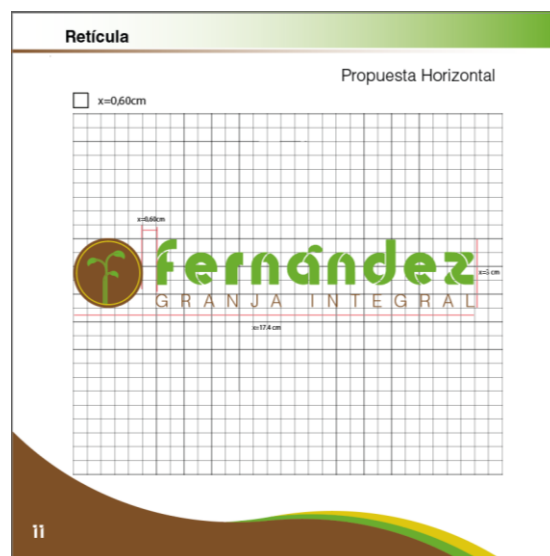 Retícula
Propuesta Horizontal
x=0,60cm
x=0,60cm
fernández
x=3 cm
GRANJA INTEGRAL
x=17.4 cm
11